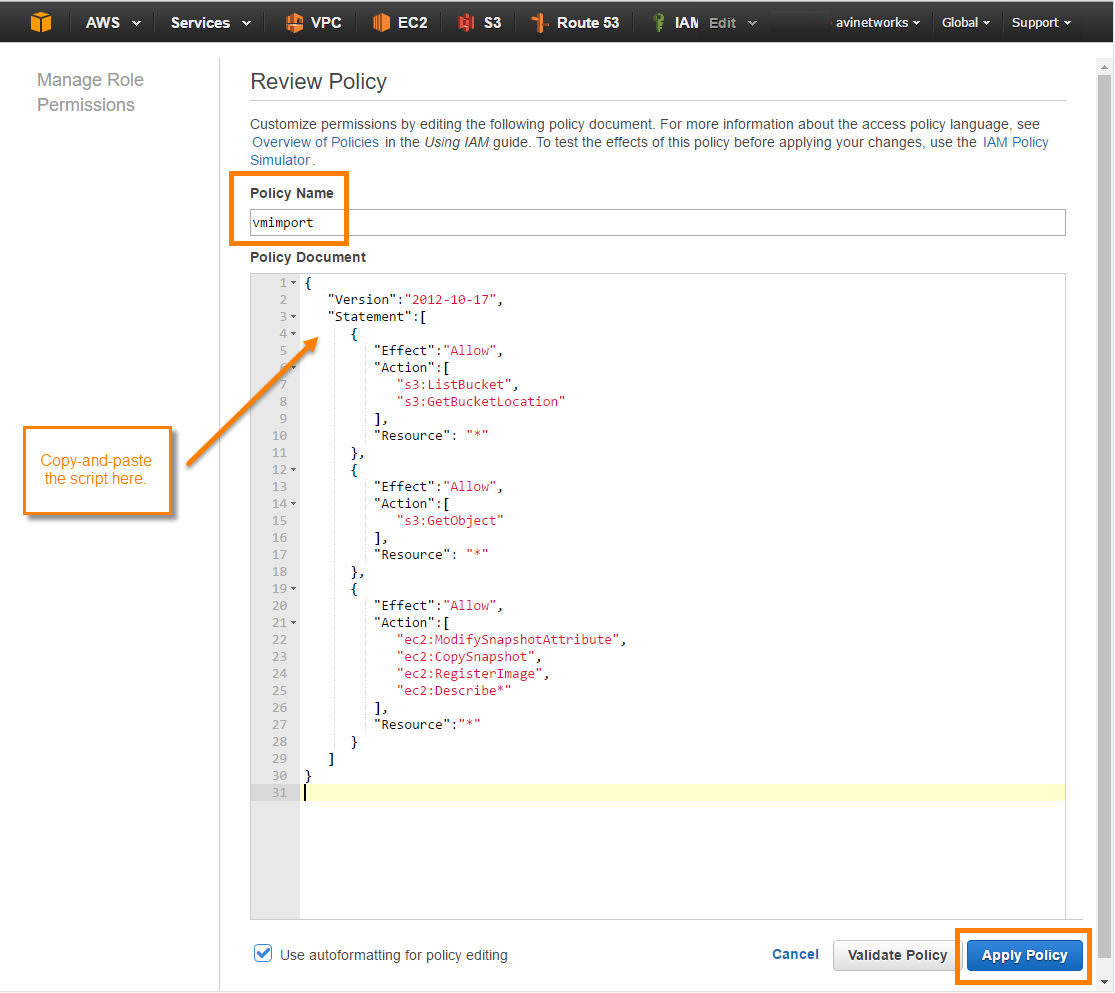 AWS Services VPC EC2 S3 Route 53 IAM Edit avinetworks Global Support
Manage Role
Permissions
Review Policy
Customize permissions by editing the following policy document. For more information about the access policy language, see
Overview of Policies in the Using IAM guide. To test the effects of this policy before applying your changes, use the IAM Policy
Simulator.
Policy Name
vmimport
Policy Document
1 {
2 "Version":"2012-10-17",
3 "Statement":[
4 {
5 "Effect":"Allow",
6 "Action":[
7 "s3:ListBucket",
8 "s3:GetBucketLocation"
9 ],
10 "Resource": "*"
11 },
12 {
13 "Effect":"Allow",
14 "Action":[
15 "s3:GetObject"
16 ],
17 "Resource": "*"
18 },
19 {
20 "Effect":"Allow",
21 "Action":[
22 "ec2:ModifySnapshotAttribute",
23 "ec2:CopySnapshot",
24 "ec2:RegisterImage",
25 "ec2:Describe*"
26 ],
27 "Resource":"*"
28 }
29 ]
30 }
31
Copy-and-paste
the script here.
Use autoformatting for policy editing
Cancel Validate Policy Apply Policy